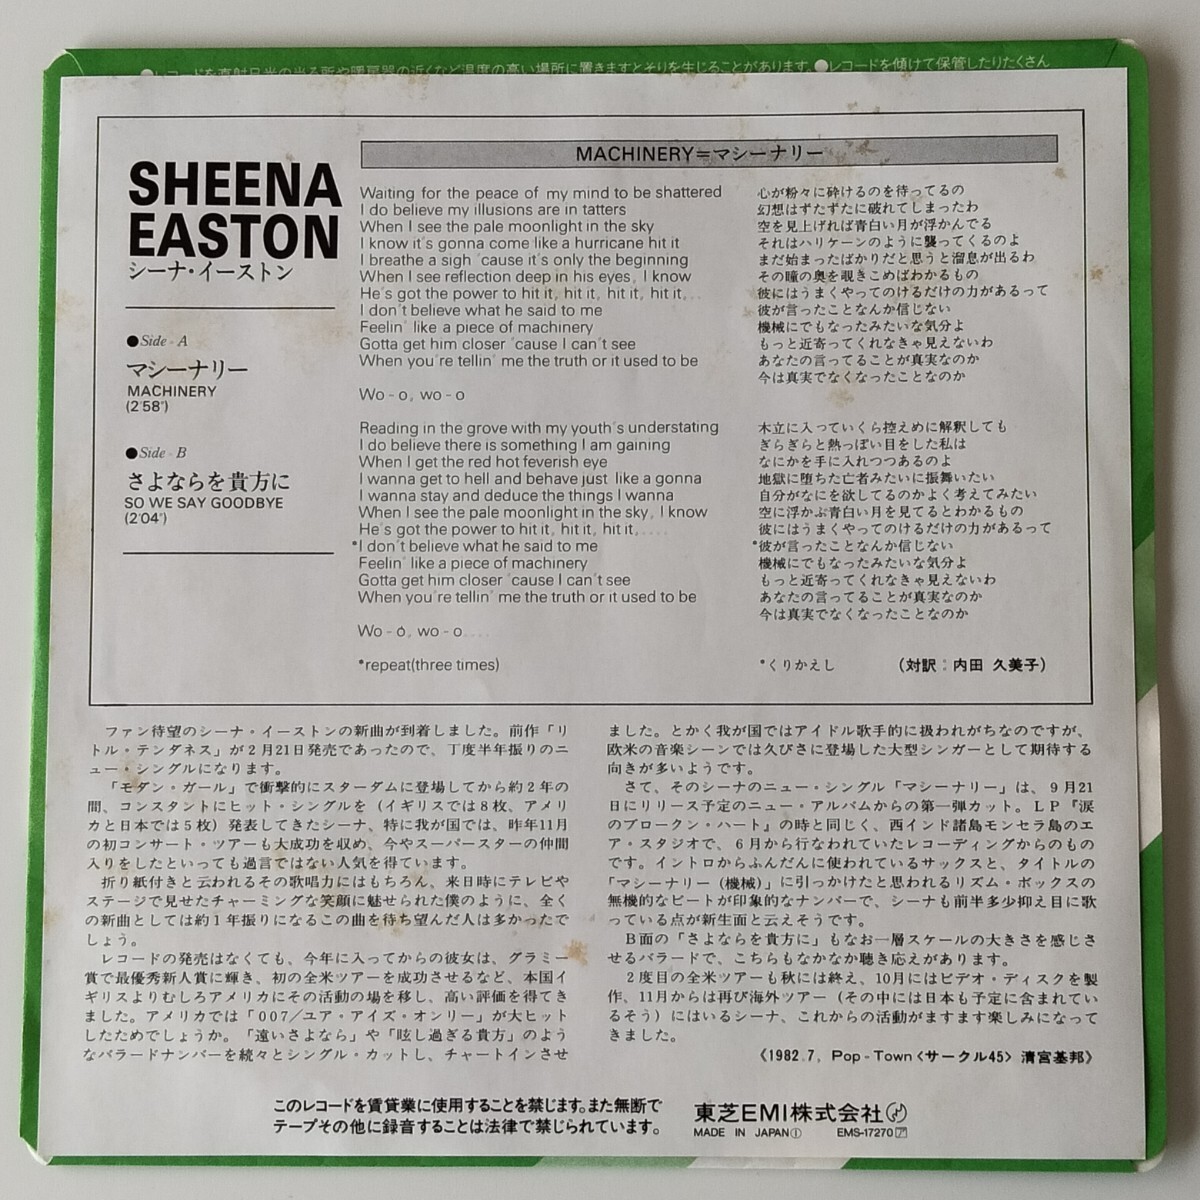 ●レコードを直射日光の当る所や暖房器の近くなど温度の高い場所に置きますとそりを生じることがあります。●レコードを傾けて保管したりたくさん
SHEENA
EASTON
シーナ・イーストン
●Side - A
マシーナリー
MACHINERY
(2'58")
●Side - B
さよならを貴方に
SO WE SAY GOODBYE
(2'04")
MACHINERY＝マシーナリー
Waiting for the peace of my mind to be shattered
I do believe my illusions are in tatters
When I see the pale moonlight in the sky
I know it's gonna come like a hurricane hit it
I breathe a sigh 'cause it's only the beginning
When I see reflection deep in his eyes, I know
He's got the power to hit it, hit it, hit it, hit it,...
I don't believe what he said to me
Feelin' like a piece of machinery
Gotta get him closer 'cause I can't see
When you're tellin' me the truth or it used to be
Wo-o, wo-o
Reading in the grove with my youth's understating
I do believe there is something I am gaining
When I get the red hot feverish eye
I wanna get to hell and behave just like a gonna
I wanna stay and deduce the things I wanna
When I see the pale moonlight in the sky, I know
He's got the power to hit it, hit it, hit it,....
*I don't believe what he said to me
Feelin' like a piece of machinery
Gotta get him closer 'cause I can't see
When you're tellin' me the truth or it used to be
Wo-o, wo-o....
*repeat(three times)
心が粉々に砕けるのを待ってるの
幻想はずたずたに破れてしまったわ
空を見上げれば青白い月が浮かんでる
それはハリケーンのように襲ってくるのよ
まだ始まったばかりだと思うと溜息が出るわ
その瞳の奥を覗きこめばわかるもの
彼にはうまくやってのけるだけの力があるって
彼が言ったことなんか信じない
機械にでもなったみたいな気分よ
もっと近寄ってくれなきゃ見えないわ
あなたの言ってることが真実なのか
今は真実でなくなったことなのか
木立に入っていくら控えめに解釈しても
ぎらぎらと熱っぽい目をした私は
なにかを手に入れつつあるのよ
地獄に堕ちた亡者みたいに振舞いたい
自分がなにを欲してるのかよく考えてみたい
空に浮かぶ青白い月を見てるとわかるもの
彼にはうまくやってのけるだけの力があるって
*彼が言ったことなんか信じない
機械にでもなったみたいな気分よ
もっと近寄ってくれなきゃ見えないわ
あなたの言ってることが真実なのか
今は真実でなくなったことなのか
*くりかえし　(対訳：内田 久美子)
ファン待望のシーナ・イーストンの新曲が到着しました。前作「リ
トル・テンダネス」が2月21日発売であったので、丁度半年振りのニ
ュー・シングルになります。
「モダン・ガール」で衝撃的にスターダムに登場してから約2年の
間、コンスタントにヒット・シングルを（イギリスでは8枚、アメリ
カと日本では5枚）発表してきたシーナ、特に我が国では、昨年11月
の初コンサート・ツアーも大成功を収め、今やスーパースターの仲間
入りをしたといっても過言ではない人気を得ています。
折り紙付きと云われるその歌唱力にはもちろん、来日時にテレビや
ステージで見せたチャーミングな笑顔に魅せられた僕のように、全く
の新曲としては約1年振りになるこの曲を待ち望んだ人は多かったで
しょう。
レコードの発売はなくても、今年に入ってからの彼女は、グラミー
賞で最優秀新人賞に輝き、初の全米ツアーを成功させるなど、本国イ
ギリスよりむしろアメリカにその活動の場を移し、高い評価を得てき
ました。アメリカでは「007／ユア・アイズ・オンリー」が大ヒット
したためでしょうか。「遠いさよなら」や「眩し過ぎる貴方」のよう
なバラードナンバーを続々とシングル・カットし、チャートインさせ
ました。とかく我が国ではアイドル歌手的に扱われがちなのですが、
欧米の音楽シーンでは久びさに登場した大型シンガーとして期待する
向きが多いようです。
さて、そのシーナのニュー・シングル「マシーナリー」は、9月21
日にリリース予定のニュー・アルバムからの第一弾カット。LP『涙
のブロークン・ハート』の時と同じく、西インド諸島モンセラ島のエ
ア・スタジオで、6月から行なわれていたレコーディングからのもの
です。イントロからふんだんに使われているサックスと、タイトルの
「マシーナリー（機械）」に引っかけたと思われるリズム・ボックスの
無機的なビートが印象的なナンバーで、シーナも前半多少抑え目に歌
っている点が新生面と云えそうです。
B面の「さよならを貴方に」もなお一層スケールの大きさを感じさ
せるバラードで、こちらもなかなか聴き応えがあります。
2度目の全米ツアーも秋には終え、10月にはビデオ・ディスクを製
作、11月からは再び海外ツアー（その中には日本も予定に含まれてい
るそう）にはいるシーナ、これからの活動がますます楽しみになって
きました。
《1982.7, Pop-Town〈サークル45〉清宮基邦》
このレコードを賃貸業に使用することを禁じます。また無断で
テープその他に録音することは法律で禁じられています。
東芝EMI株式会社
MADE IN JAPAN Ⓘ EMS-17270 ア